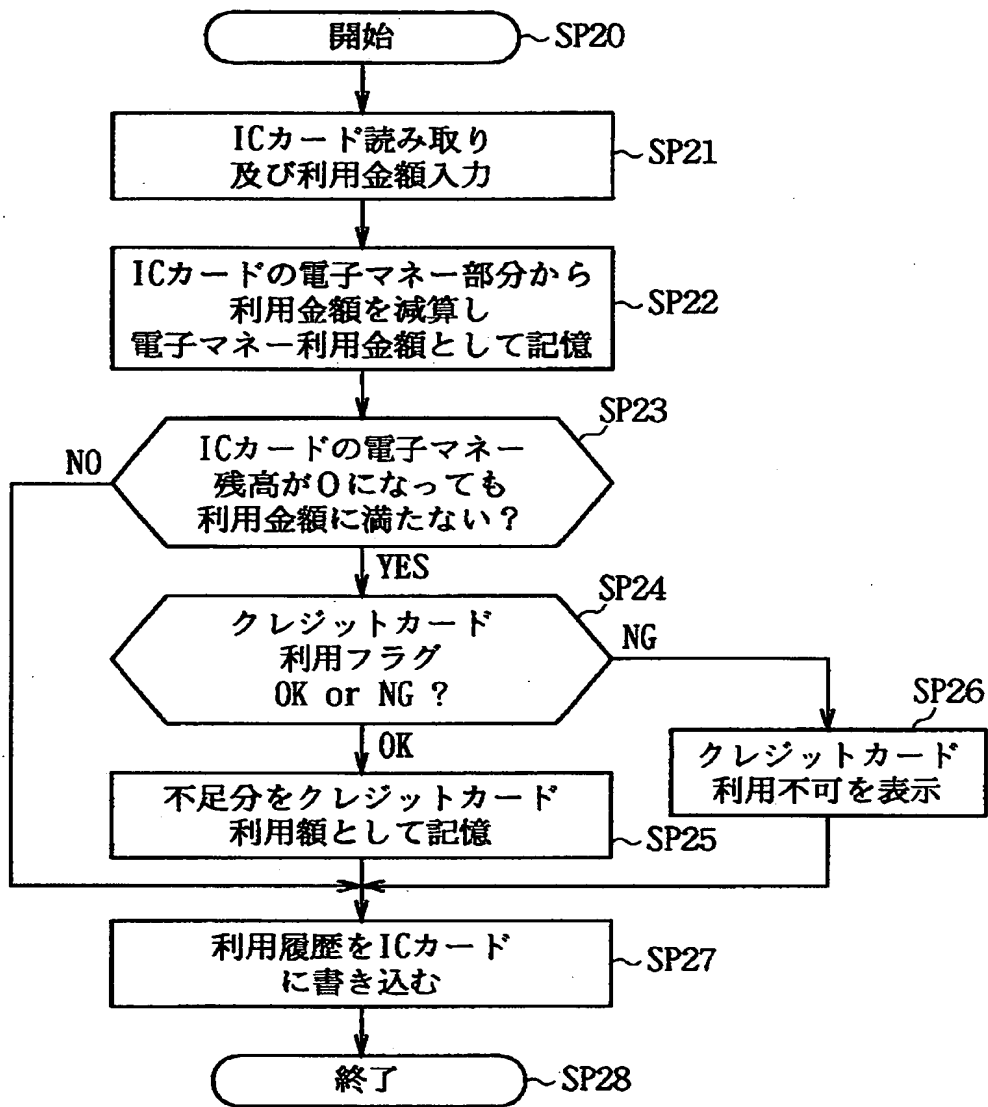 開始
SP20
ICカード読み取り
及び利用金額入力
SP21
ICカードの電子マネー部分から
利用金額を減算し
電子マネー利用金額として記憶
SP22
SP23
ICカードの電子マネー
残高が0になっても
利用金額に満たない?
NO
YES
SP24
クレジットカード
利用フラグ
OK or NG ?
NG
OK
SP26
クレジットカード
利用不可を表示
不足分をクレジットカード
利用額として記憶
SP25
利用履歴をICカード
に書き込む
SP27
終了
SP28